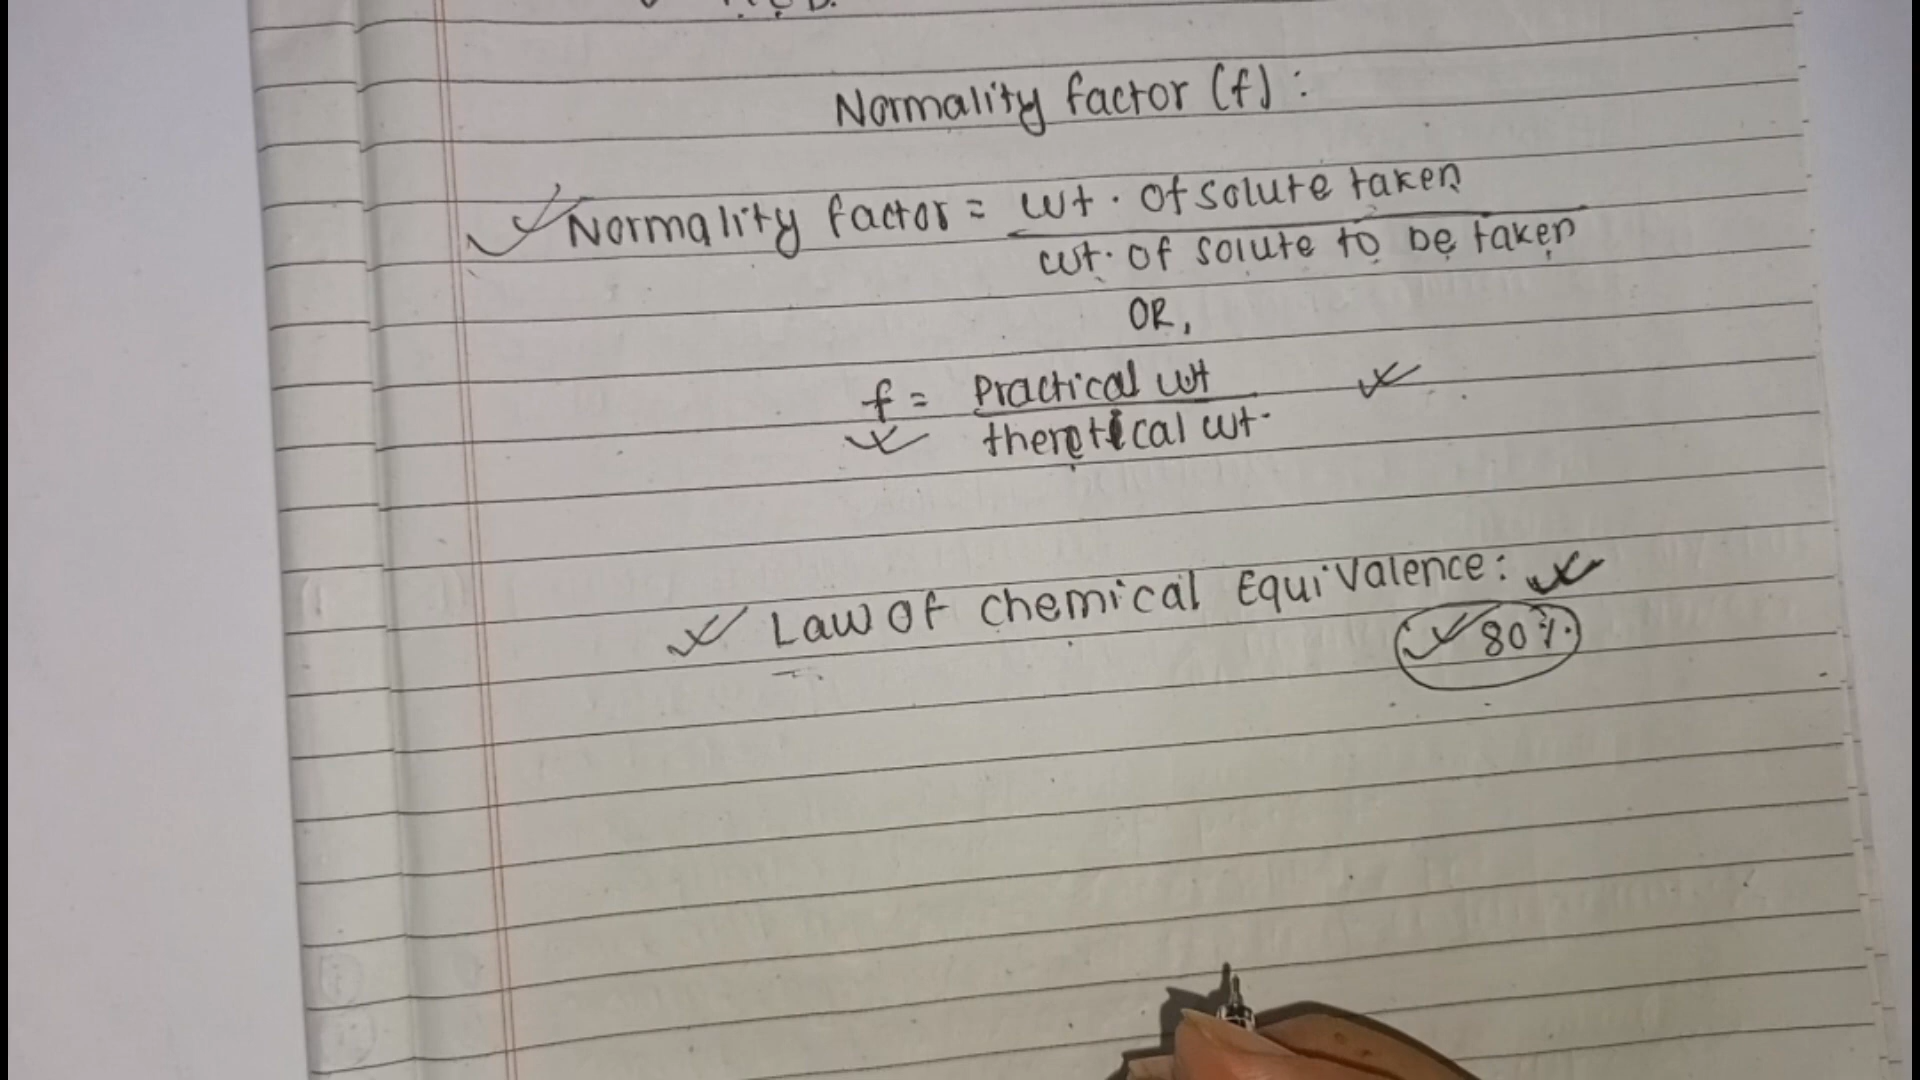 Normality factor (f) :
Normality factor = wt. of solute taken
wt. of solute to be taken
OR,
f = Practical wt
theretical wt.
Law of chemical Equivalence :
80%